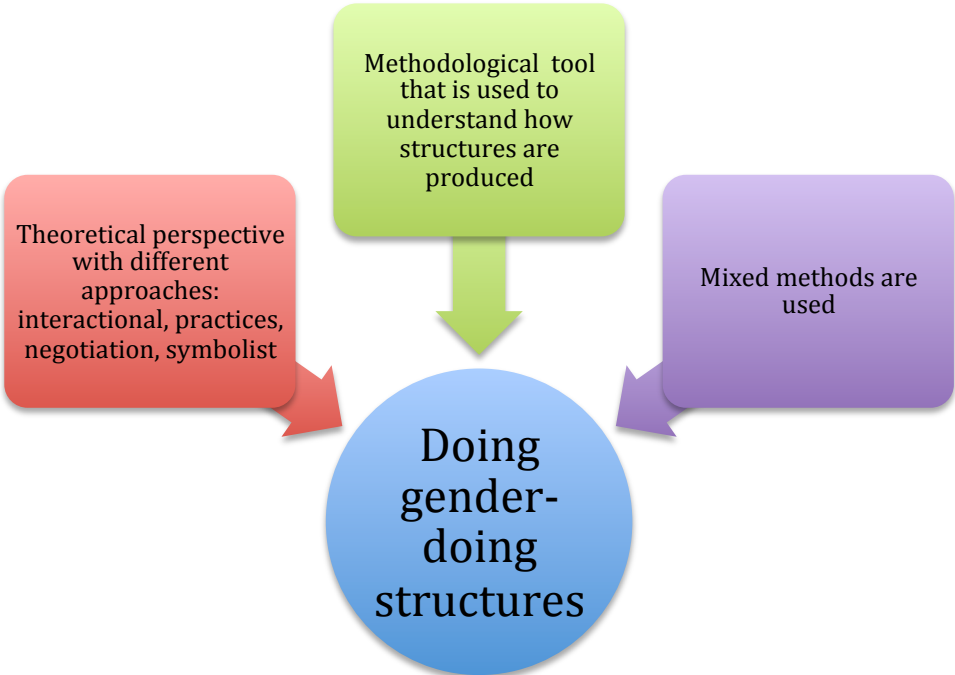 Methodological tool
that is used to
understand how
structures are
produced
Theoretical perspective
with different
approaches:
interactional, practices,
negotiation, symbolist
Mixed methods are
used
Doing
gender-
doing
structures